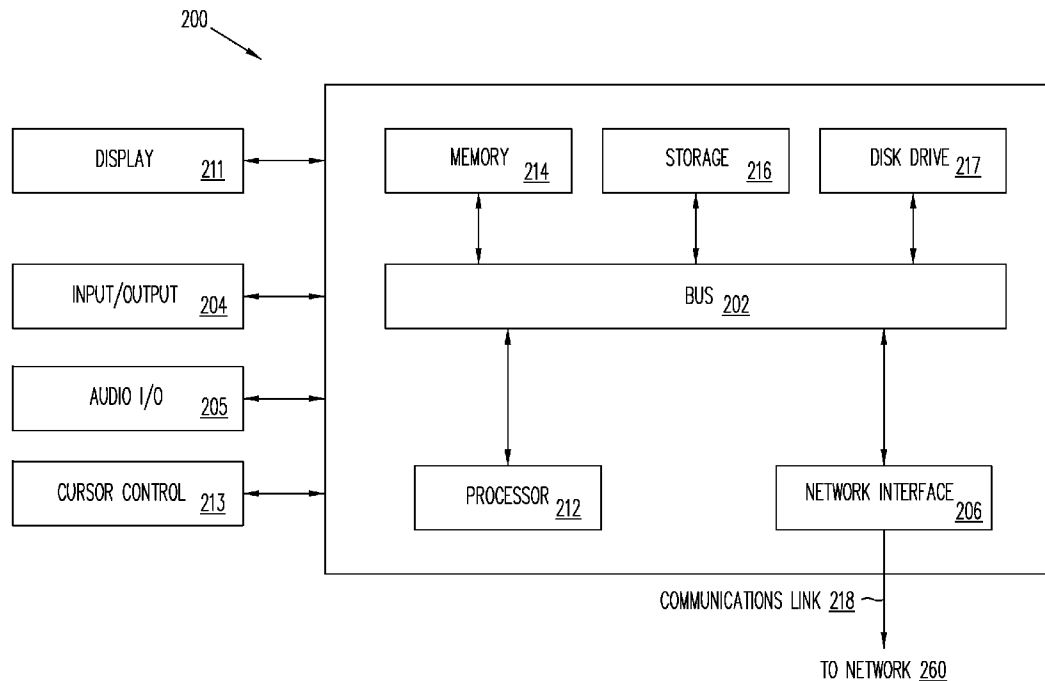 200
DISPLAY 211
MEMORY 214
STORAGE 216
DISK DRIVE 217
INPUT/OUTPUT 204
BUS 202
AUDIO I/O 205
CURSOR CONTROL 213
PROCESSOR 212
NETWORK INTERFACE 206
COMMUNICATIONS LINK 218
TO NETWORK 260